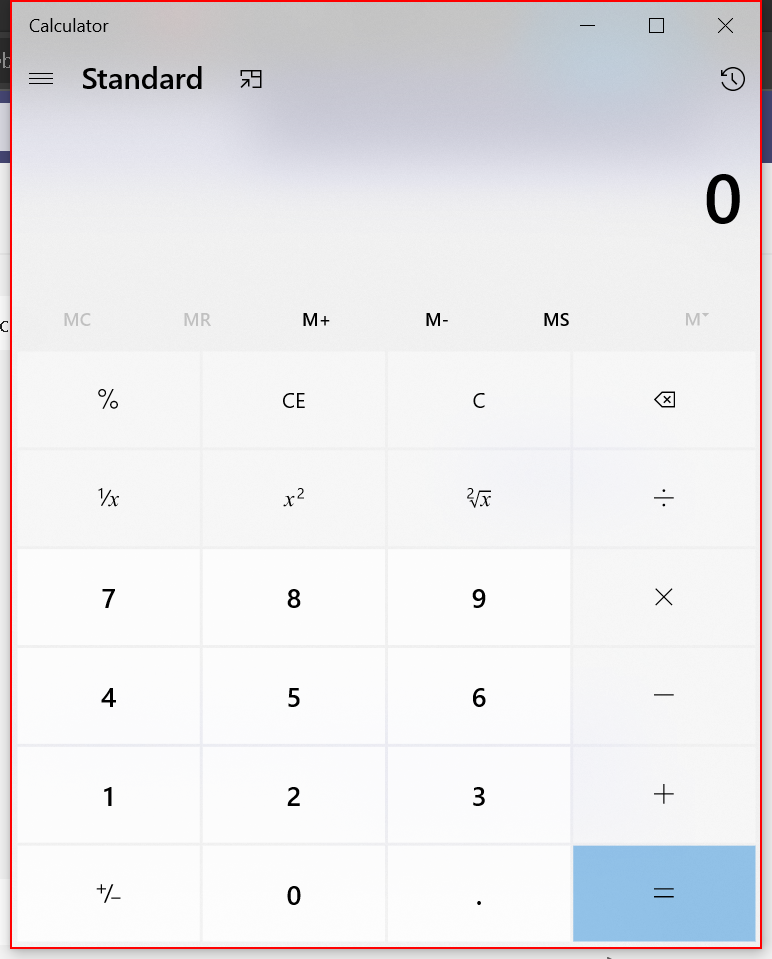 Calculator
Standard
0
MC MR M+ M- MS M˅
% CE C
¹/x x² ²√x ÷
7 8 9 ×
4 5 6 −
1 2 3 +
+/− 0 . =